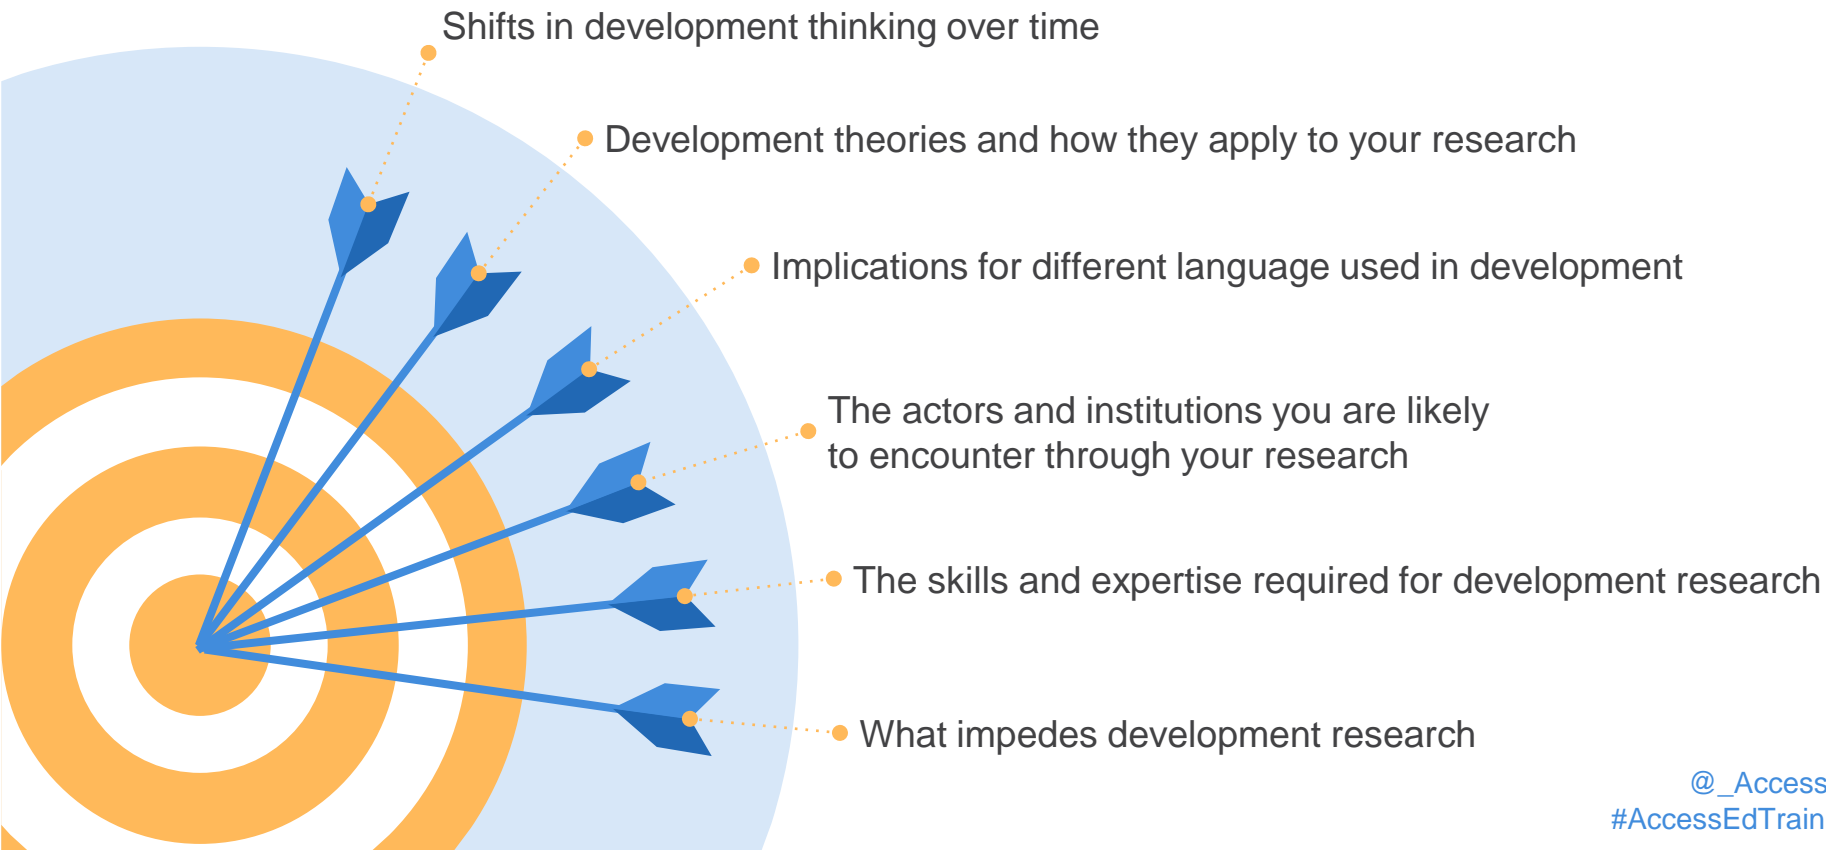 Shifts in development thinking over time
Development theories and how they apply to your research
Implications for different language used in development
The actors and institutions you are likely
to encounter through your research
The skills and expertise required for development research
What impedes development research
@_Access
#AccessEdTrain